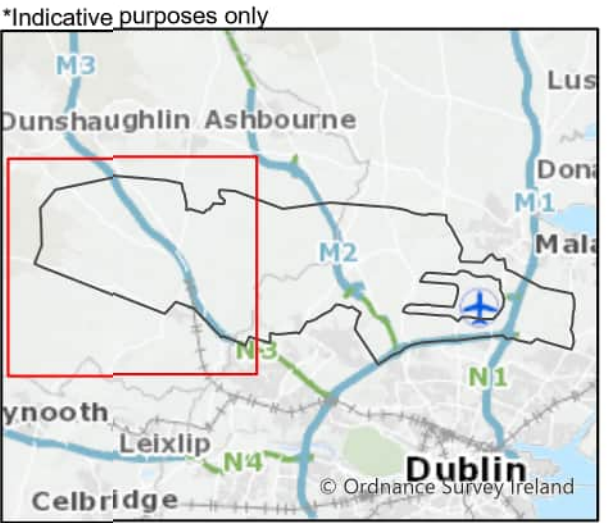 *Indicative purposes only
M3
Lus
Dunshaughlin Ashbourne
Dona
M1
Mala
M2
N3
N1
ynooth
Leixlip
N4
Dublin
© Ordnance Survey Ireland
Celbridge